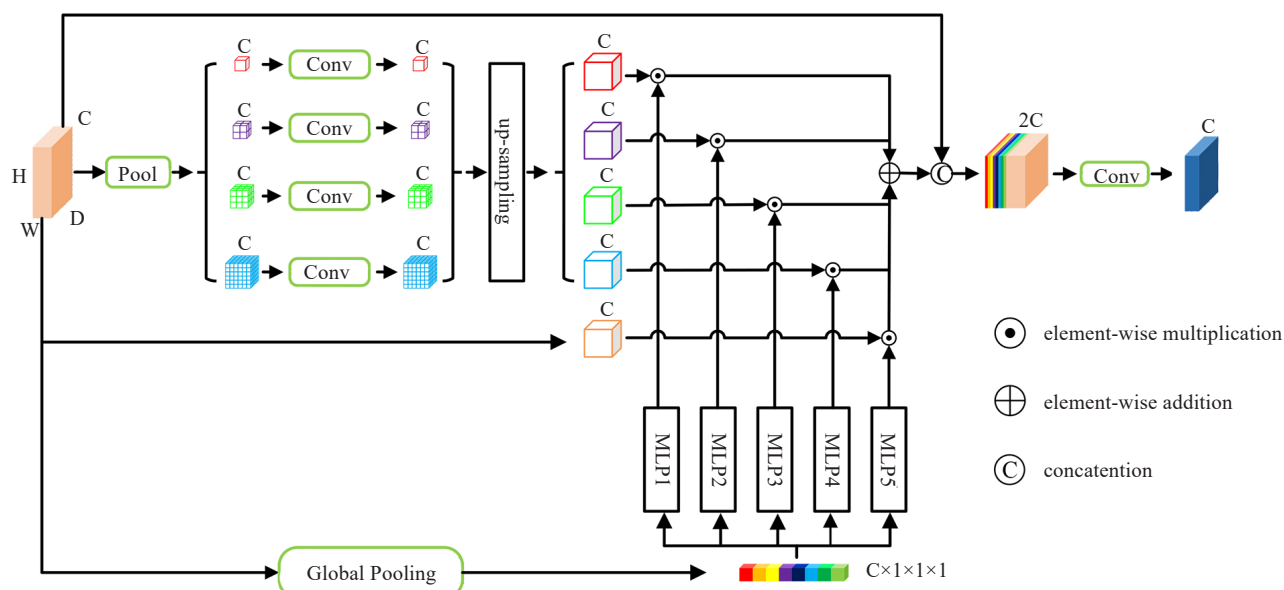 C
H
W
D
Pool
C
Conv
C
C
Conv
C
C
Conv
C
C
Conv
C
up-sampling
C
C
C
C
C
MLP1
MLP2
MLP3
MLP4
MLP5
Global Pooling
C×1×1×1
C
2C
Conv
C
element-wise multiplication
element-wise addition
C
concatention